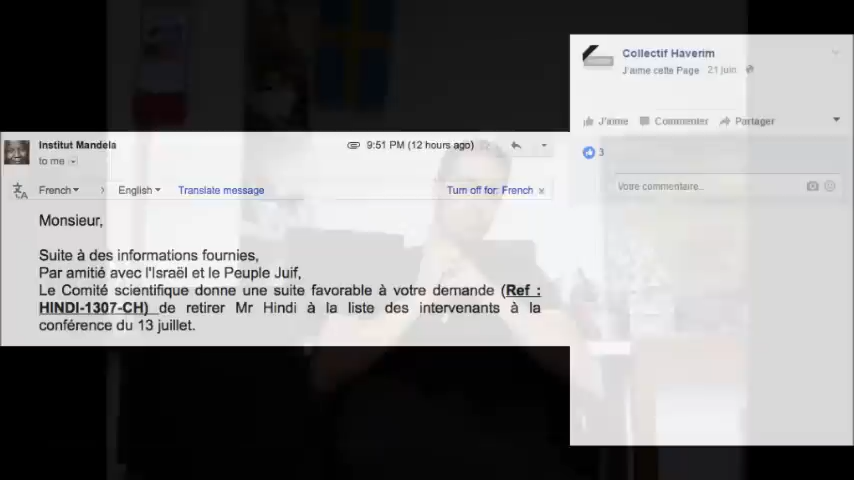 Institut Mandela
9:51 PM (12 hours ago)
to me
French
English
Translate message
Turn off for: French x
Monsieur,
Suite à des informations fournies,
Par amitié avec l'Israël et le Peuple Juif,
Le Comité scientifique donne une suite favorable à votre demande (Ref :
HINDI-1307-CH) de retirer Mr Hindi à la liste des intervenants à la
conférence du 13 juillet.
Collectif Haverim
J'aime cette Page 21 juin
J'aime Commenter Partager
3
Votre commentaire...